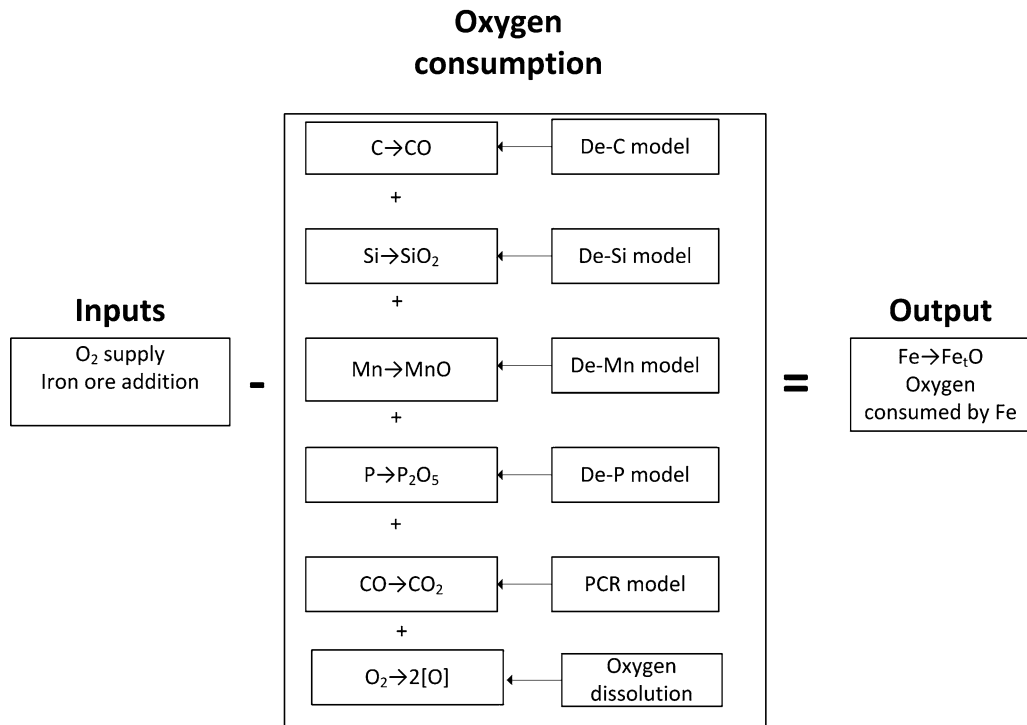 Oxygen
consumption
C→CO
De-C model
+
Si→SiO₂
De-Si model
+
Inputs
O₂ supply
Iron ore addition
-
Mn→MnO
De-Mn model
+
=
Output
Fe→FeₜO
Oxygen
consumed by Fe
P→P₂O₅
De-P model
+
CO→CO₂
PCR model
+
O₂→2[O]
Oxygen
dissolution